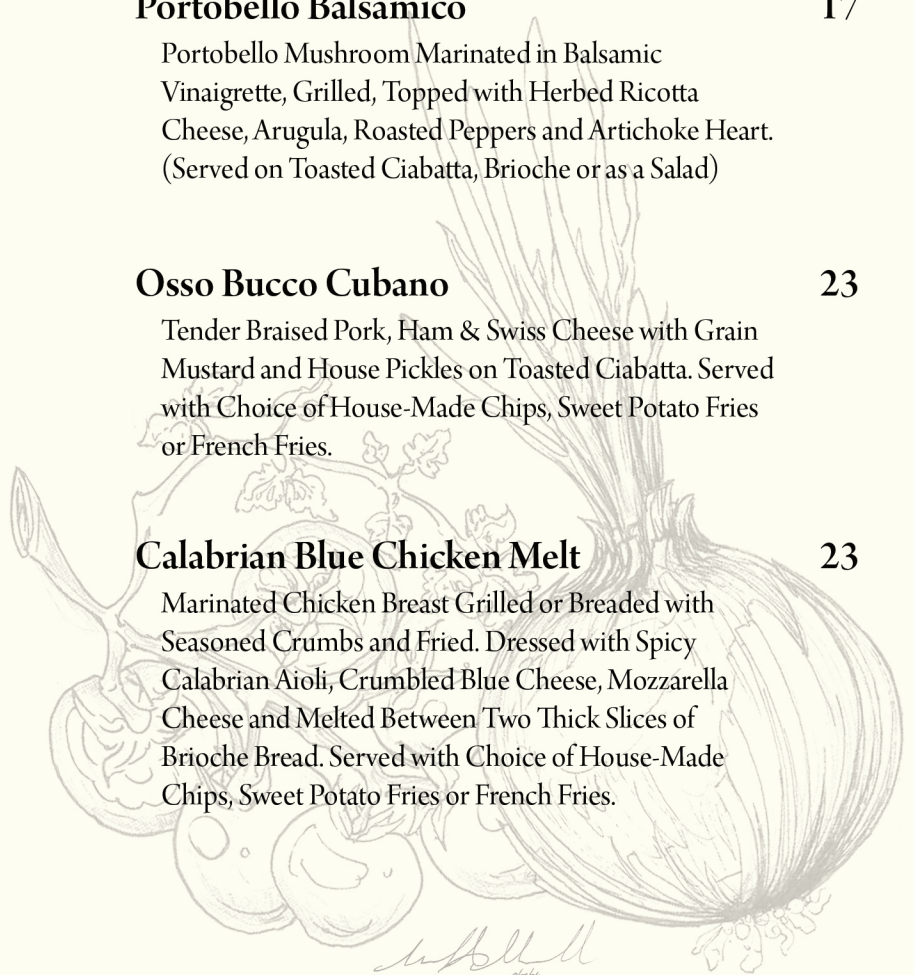 Portobello Balsamico 17
Portobello Mushroom Marinated in Balsamic
Vinaigrette, Grilled, Topped with Herbed Ricotta
Cheese, Arugula, Roasted Peppers and Artichoke Heart.
(Served on Toasted Ciabatta, Brioche or as a Salad)
Osso Bucco Cubano 23
Tender Braised Pork, Ham & Swiss Cheese with Grain
Mustard and House Pickles on Toasted Ciabatta. Served
with Choice of House-Made Chips, Sweet Potato Fries
or French Fries.
Calabrian Blue Chicken Melt 23
Marinated Chicken Breast Grilled or Breaded with
Seasoned Crumbs and Fried. Dressed with Spicy
Calabrian Aioli, Crumbled Blue Cheese, Mozzarella
Cheese and Melted Between Two Thick Slices of
Brioche Bread. Served with Choice of House-Made
Chips, Sweet Potato Fries or French Fries.